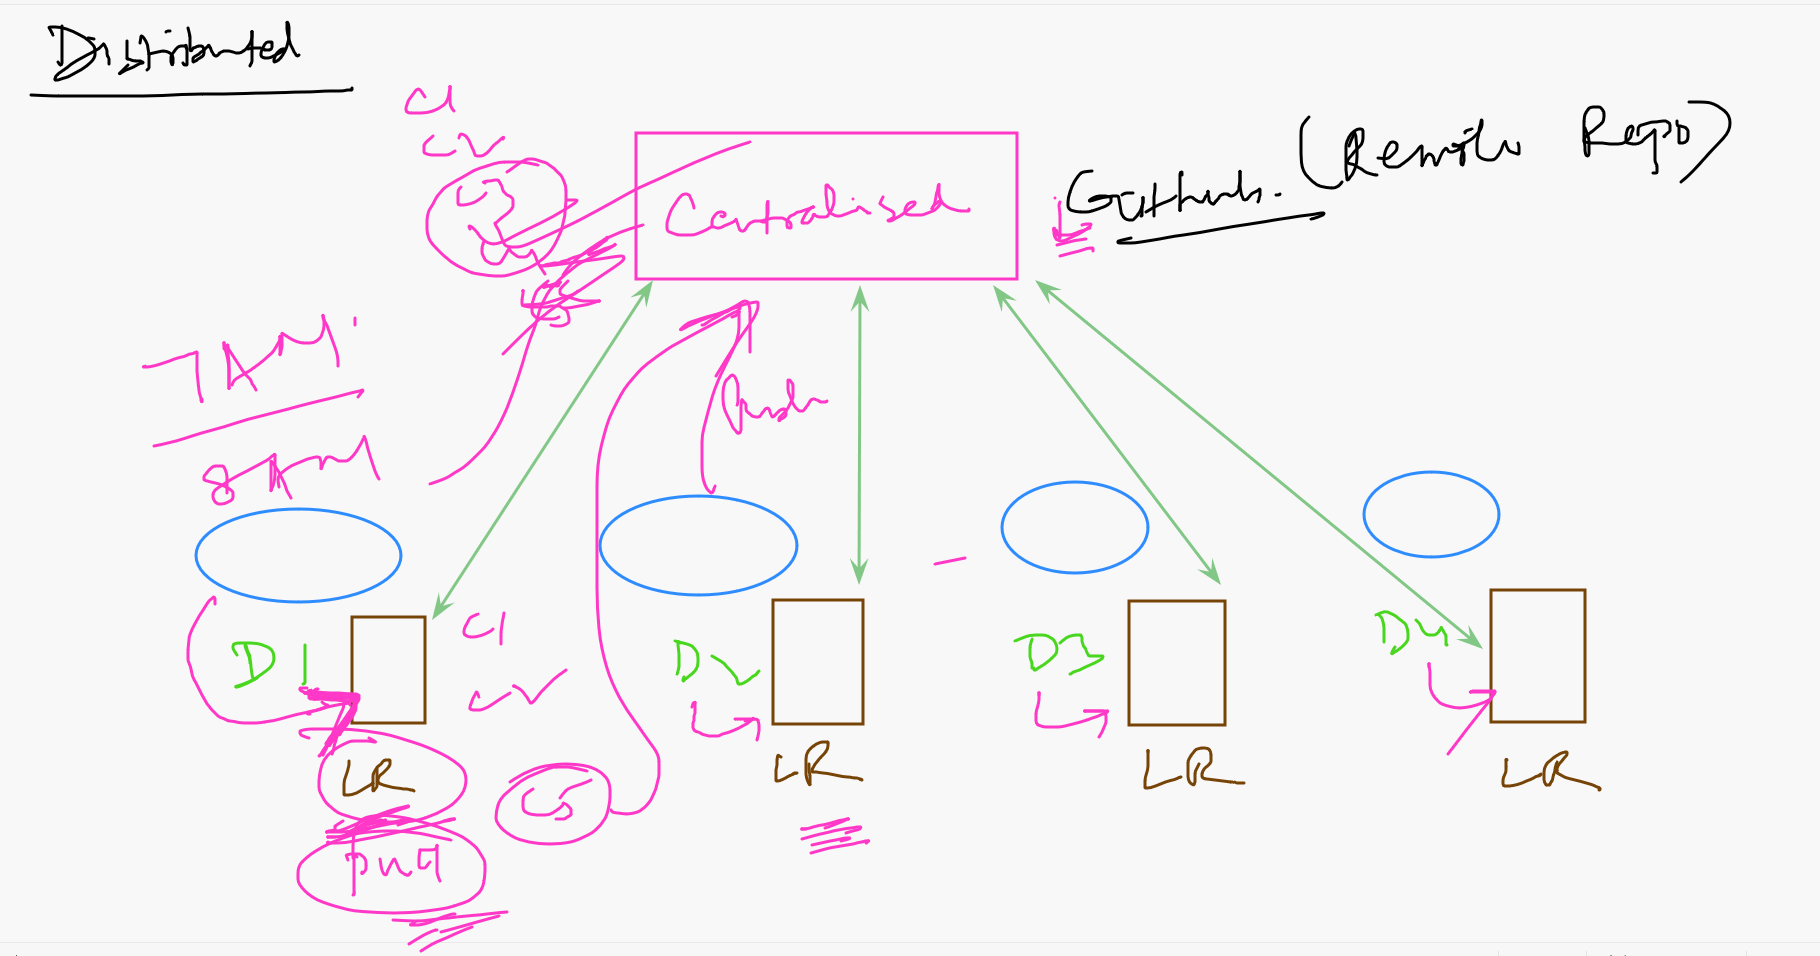 Distributed
C1
C2
C3
C4
C5
Centralised
GitHub. (Remote Repo)
7AM
8AM
Push
D1
C1
C2
D2
D3
D4
LR
LR
LR
LR
C5